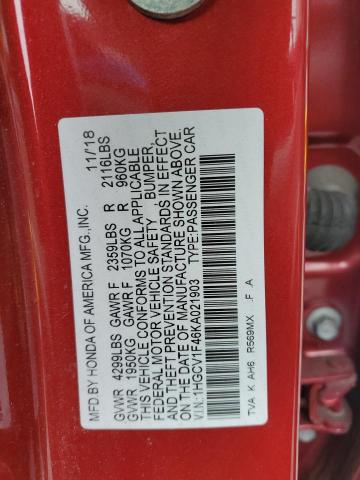 MFD BY HONDA OF AMERICA MFG.,INC. 11/18
GVWR 4299LBS GAWR F 2359LBS R 2116LBS
GVWR 1950KG GAWR F 1070KG R 960KG
THIS VEHICLE CONFORMS TO ALL APPLICABLE
FEDERAL MOTOR VEHICLE SAFETY, BUMPER,
AND THEFT PREVENTION STANDARDS IN EFFECT
ON THE DATE OF MANUFACTURE SHOWN ABOVE.
V.I.N:1HGCV1F46KA021903 TYPE:PASSENGER CAR
TVA K AH6 R569MX .F .A